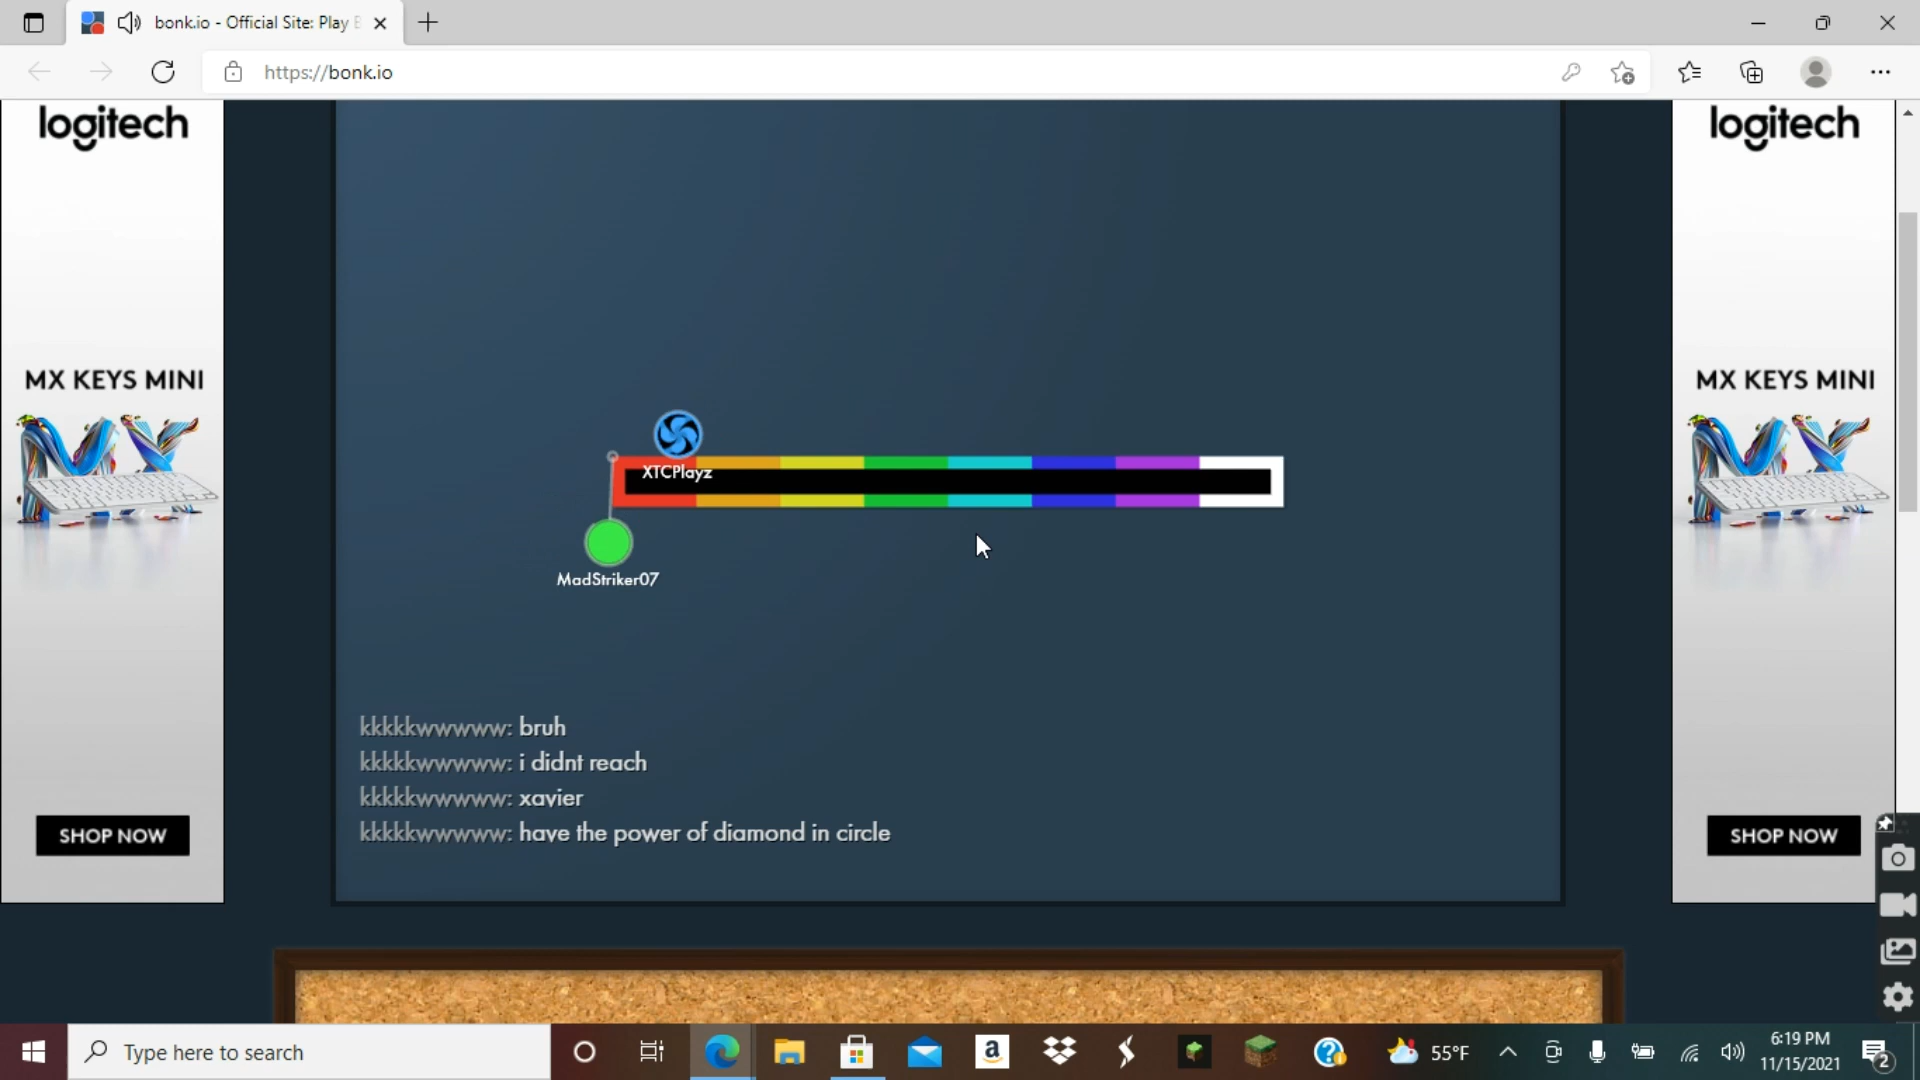 bonk.io - Official Site: Play B
https://bonk.io
logitech
logitech
MX KEYS MINI
MX KEYS MINI
XTCPlayz
MadStriker07
kkkkkwwwww: bruh
kkkkkwwwww: i didnt reach
kkkkkwwwww: xavier
kkkkkwwwww: have the power of diamond in circle
SHOP NOW
SHOP NOW
Type here to search
55°F
6:19 PM
11/15/2021
2